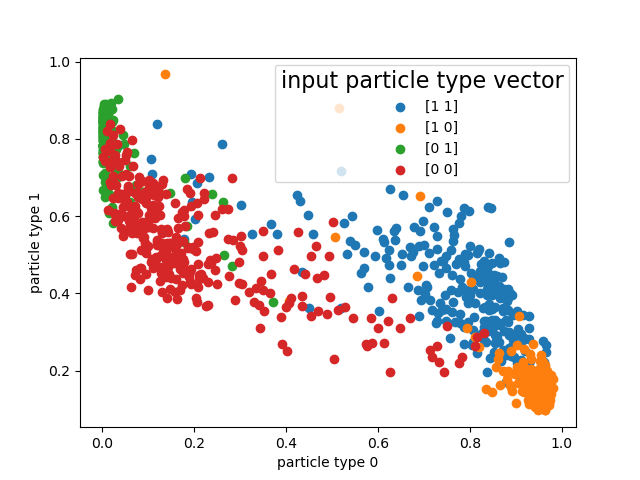 input particle type vector
[1 1]
[1 0]
[0 1]
[0 0]
1.0
0.8
0.6
0.4
0.2
particle type 1
0.0 0.2 0.4 0.6 0.8 1.0
particle type 0